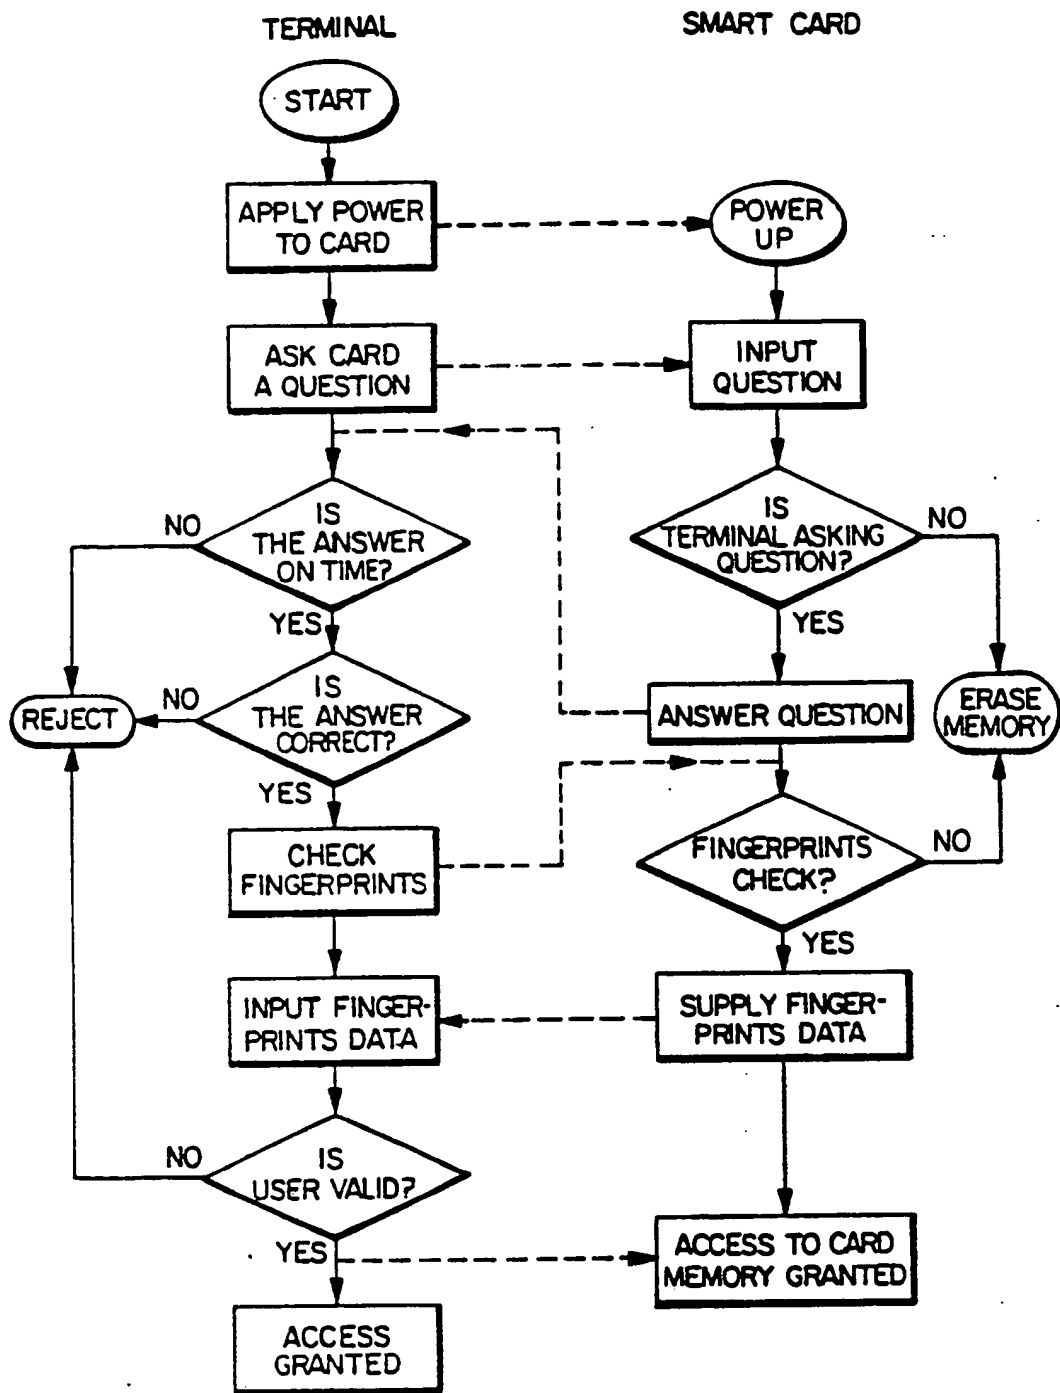 TERMINAL
SMART CARD
START
APPLY POWER
TO CARD
POWER
UP
ASK CARD
A QUESTION
INPUT
QUESTION
IS
THE ANSWER
ON TIME?
NO
YES
IS
TERMINAL ASKING
QUESTION?
NO
YES
REJECT
NO
IS
THE ANSWER
CORRECT?
YES
ANSWER QUESTION
ERASE
MEMORY
CHECK
FINGERPRINTS
FINGERPRINTS
CHECK?
NO
YES
INPUT FINGER-
PRINTS DATA
SUPPLY FINGER-
PRINTS DATA
NO
IS
USER VALID?
YES
ACCESS TO CARD
MEMORY GRANTED
ACCESS
GRANTED